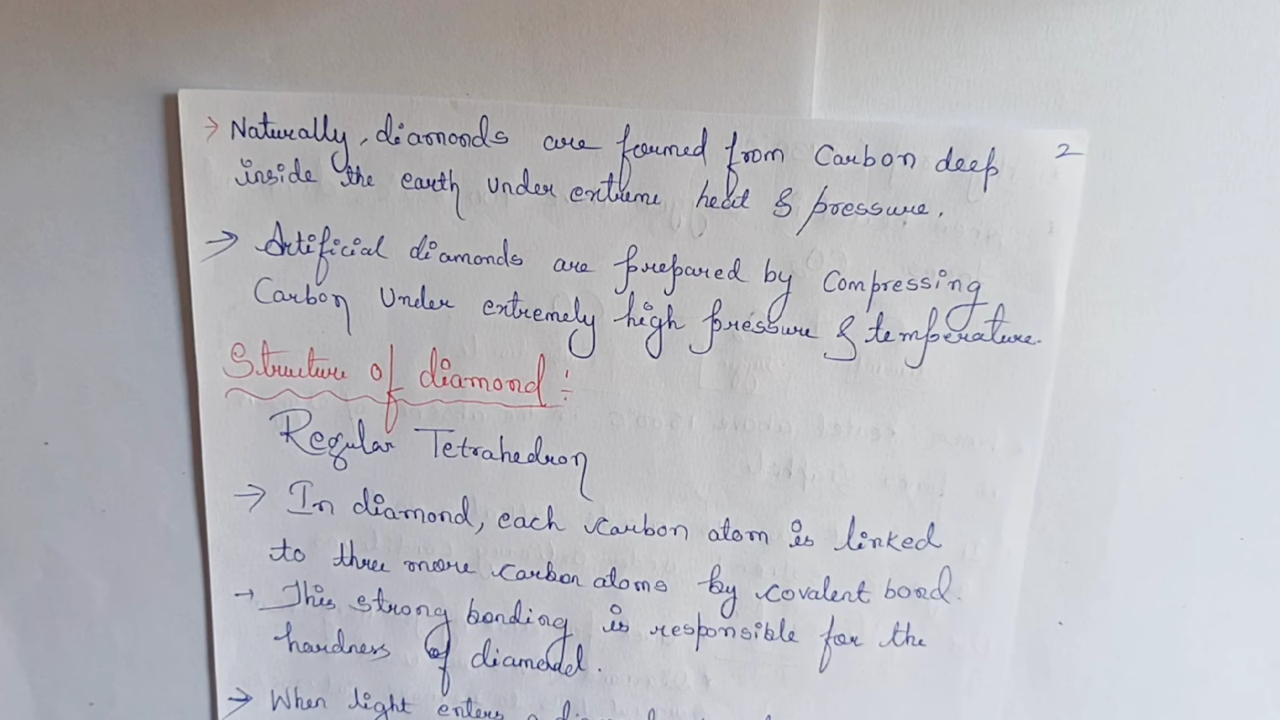 2
→ Naturally, diamonds are formed from Carbon deep
inside the earth under extreme heat & pressure.
→ Artificial diamonds are prepared by Compressing
Carbon under extremely high pressure & temperature.
Structure of diamond :-
Regular Tetrahedron
→ In diamond, each carbon atom is linked
to three more carbon atoms by covalent bond.
→ This strong bonding is responsible for the
hardness of diamond.
→ When light enters a